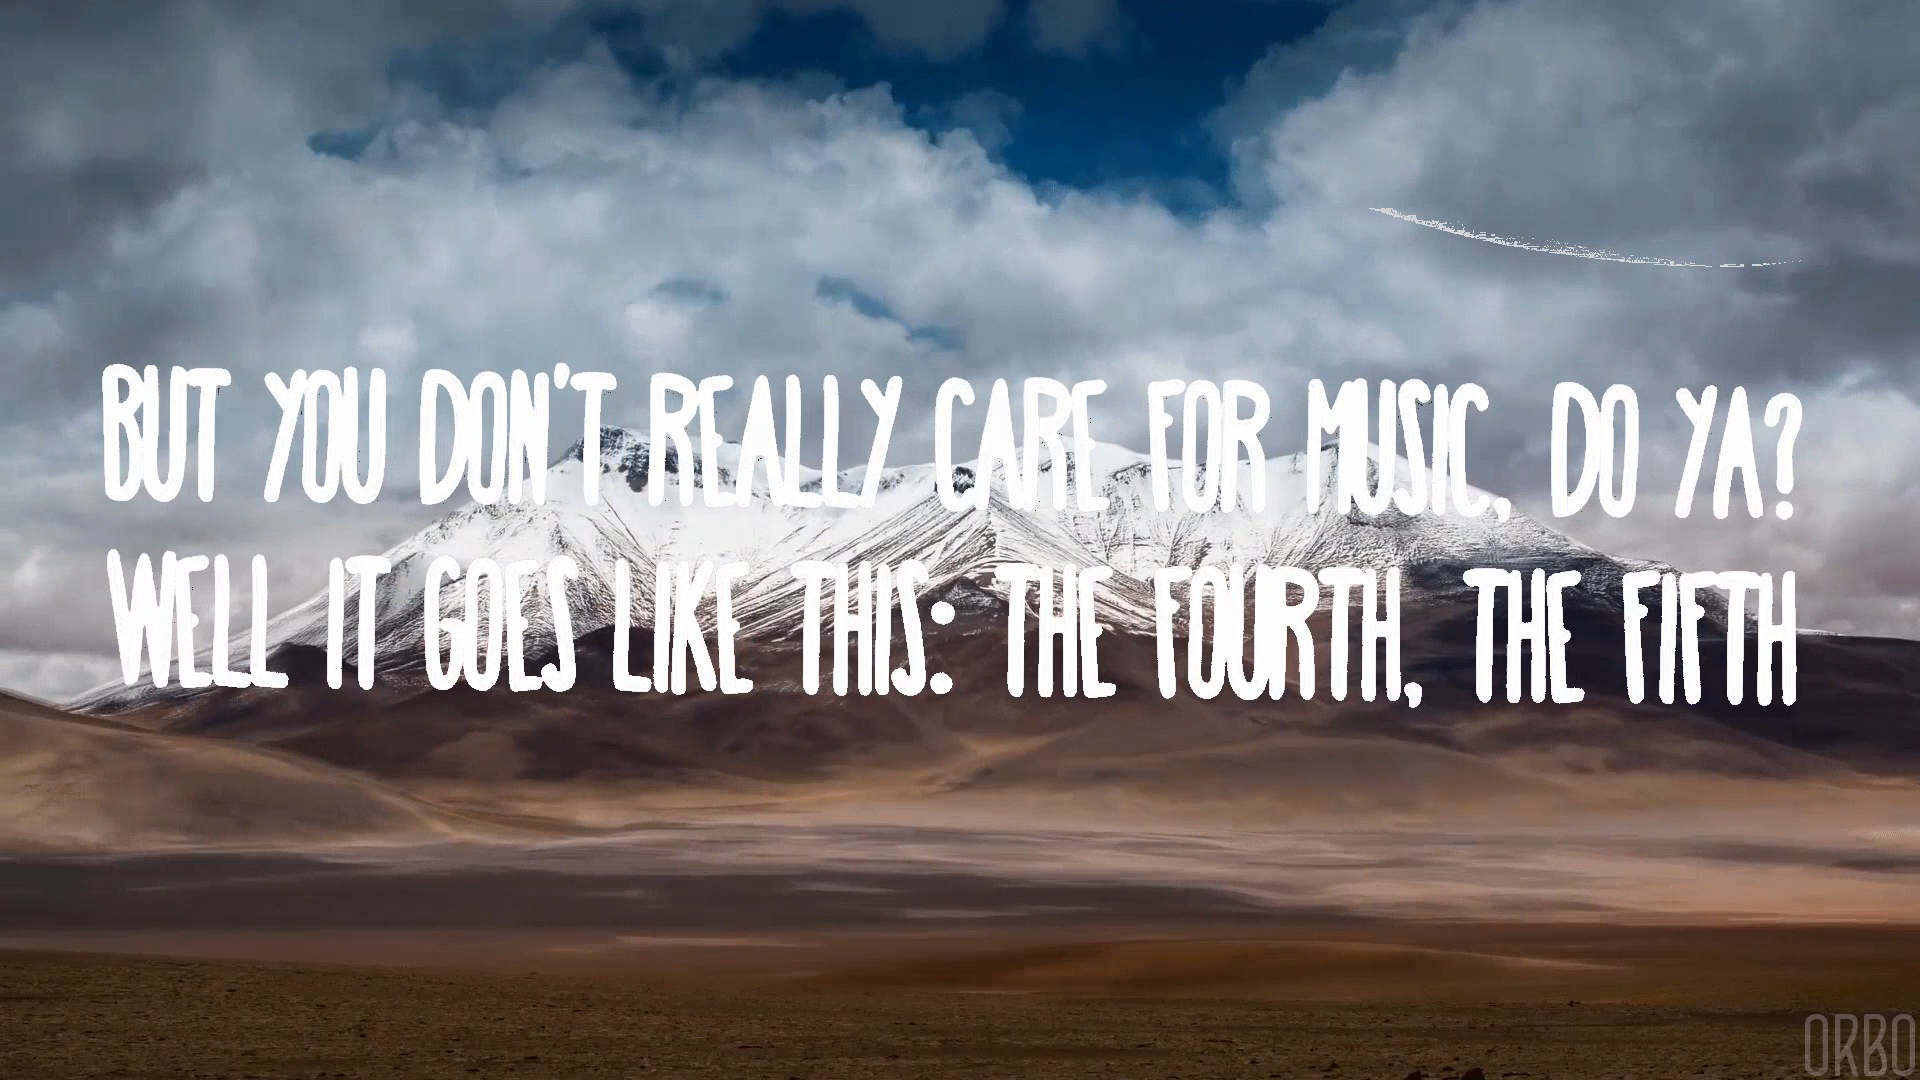 BUT YOU DON'T REALLY CARE FOR MUSIC, DO YA?
WELL IT GOES LIKE THIS: THE FOURTH, THE FIFTH
ORBO